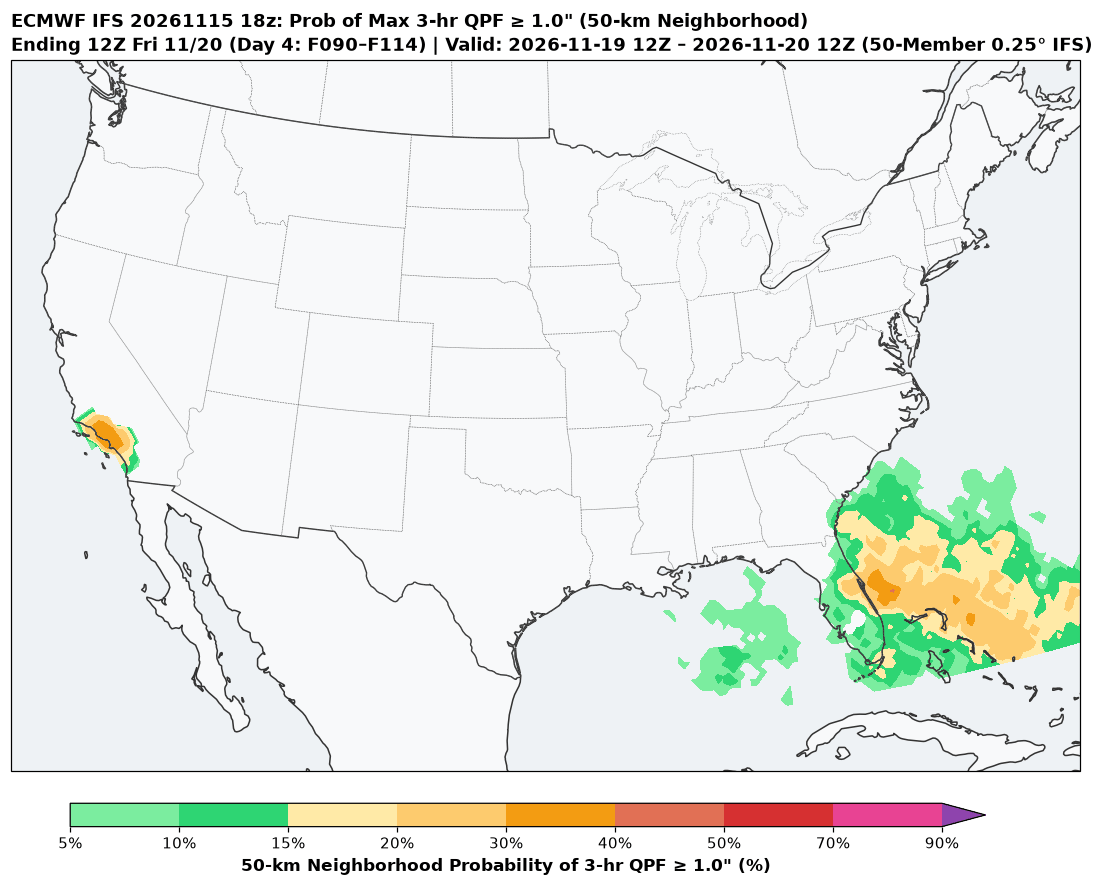 ECMWF IFS 20261115 18z: Prob of Max 3-hr QPF ≥ 1.0" (50-km Neighborhood)
Ending 12Z Fri 11/20 (Day 4: F090–F114) | Valid: 2026-11-19 12Z – 2026-11-20 12Z (50-Member 0.25° IFS)
5% 10% 15% 20% 30% 40% 50% 70% 90%
50-km Neighborhood Probability of 3-hr QPF ≥ 1.0" (%)